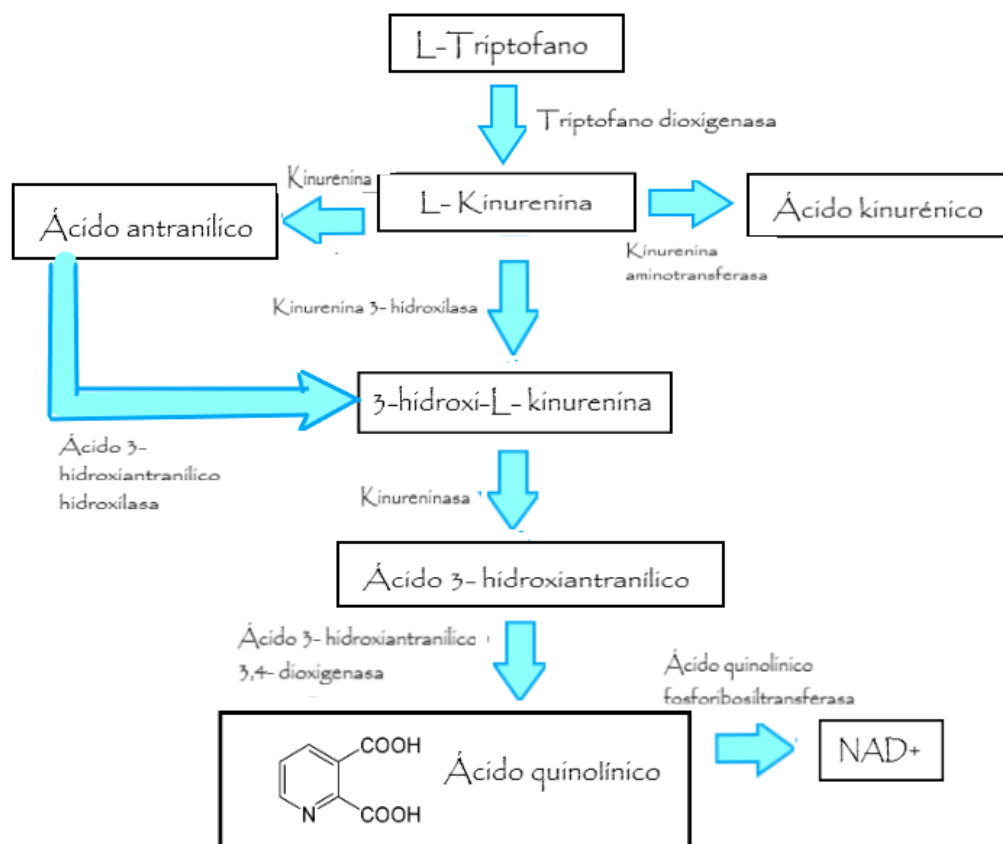 L-Triptofano
Triptofano dioxigenasa
Kinurenina
L- Kinurenina
Ácido antranílico
Ácido kinurénico
Kinurenina
aminotransferasa
Kinurenina 3- hidroxilasa
3-hidroxi-L- kinurenina
Ácido 3-
hidroxiantranílico
hidroxilasa
Kinureninasa
Ácido 3- hidroxiantranílico
Ácido 3- hidroxiantranílico
3,4- dioxigenasa
Ácido quinolínico
fosforibosiltransferasa
COOH
COOH
N
Ácido quinolínico
NAD+